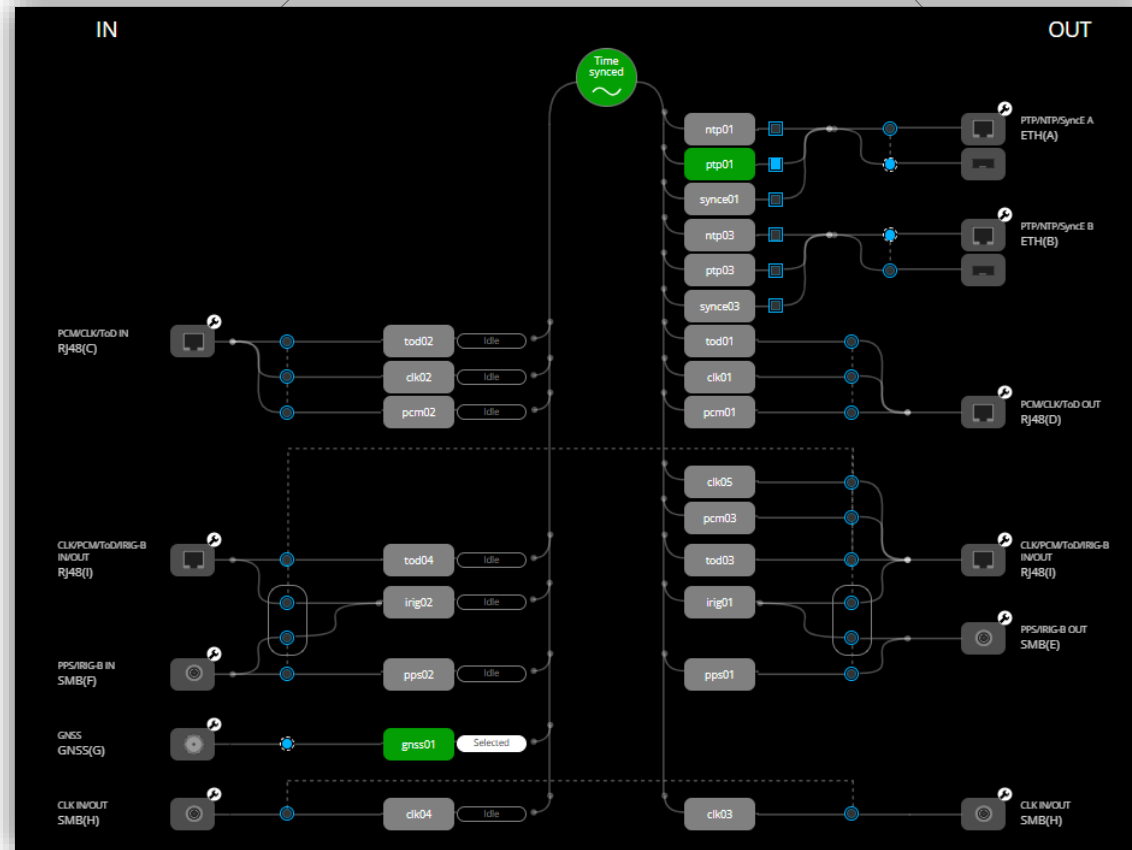 IN
OUT
Time
synced
ntp01
PTP/NTP/SyncE A
ETH(A)
ptp01
synce01
ntp03
PTP/NTP/SyncE B
ETH(B)
ptp03
synce03
PCM/CLK/ToD IN
RJ48(C)
tod02
Idle
tod01
clk02
Idle
clk01
pcm02
Idle
pcm01
PCM/CLK/ToD OUT
RJ48(D)
clk05
pcm03
CLK/PCM/ToD/IRIG-B
IN/OUT
RJ48(I)
tod04
Idle
tod03
CLK/PCM/ToD/IRIG-B
IN/OUT
RJ48(I)
irig02
Idle
irig01
PPS/IRIG-B OUT
SMB(E)
PPS/IRIG-B IN
SMB(F)
pps02
Idle
pps01
GNSS
GNSS(G)
gnss01
Selected
CLK IN/OUT
SMB(H)
clk04
Idle
clk03
CLK IN/OUT
SMB(H)